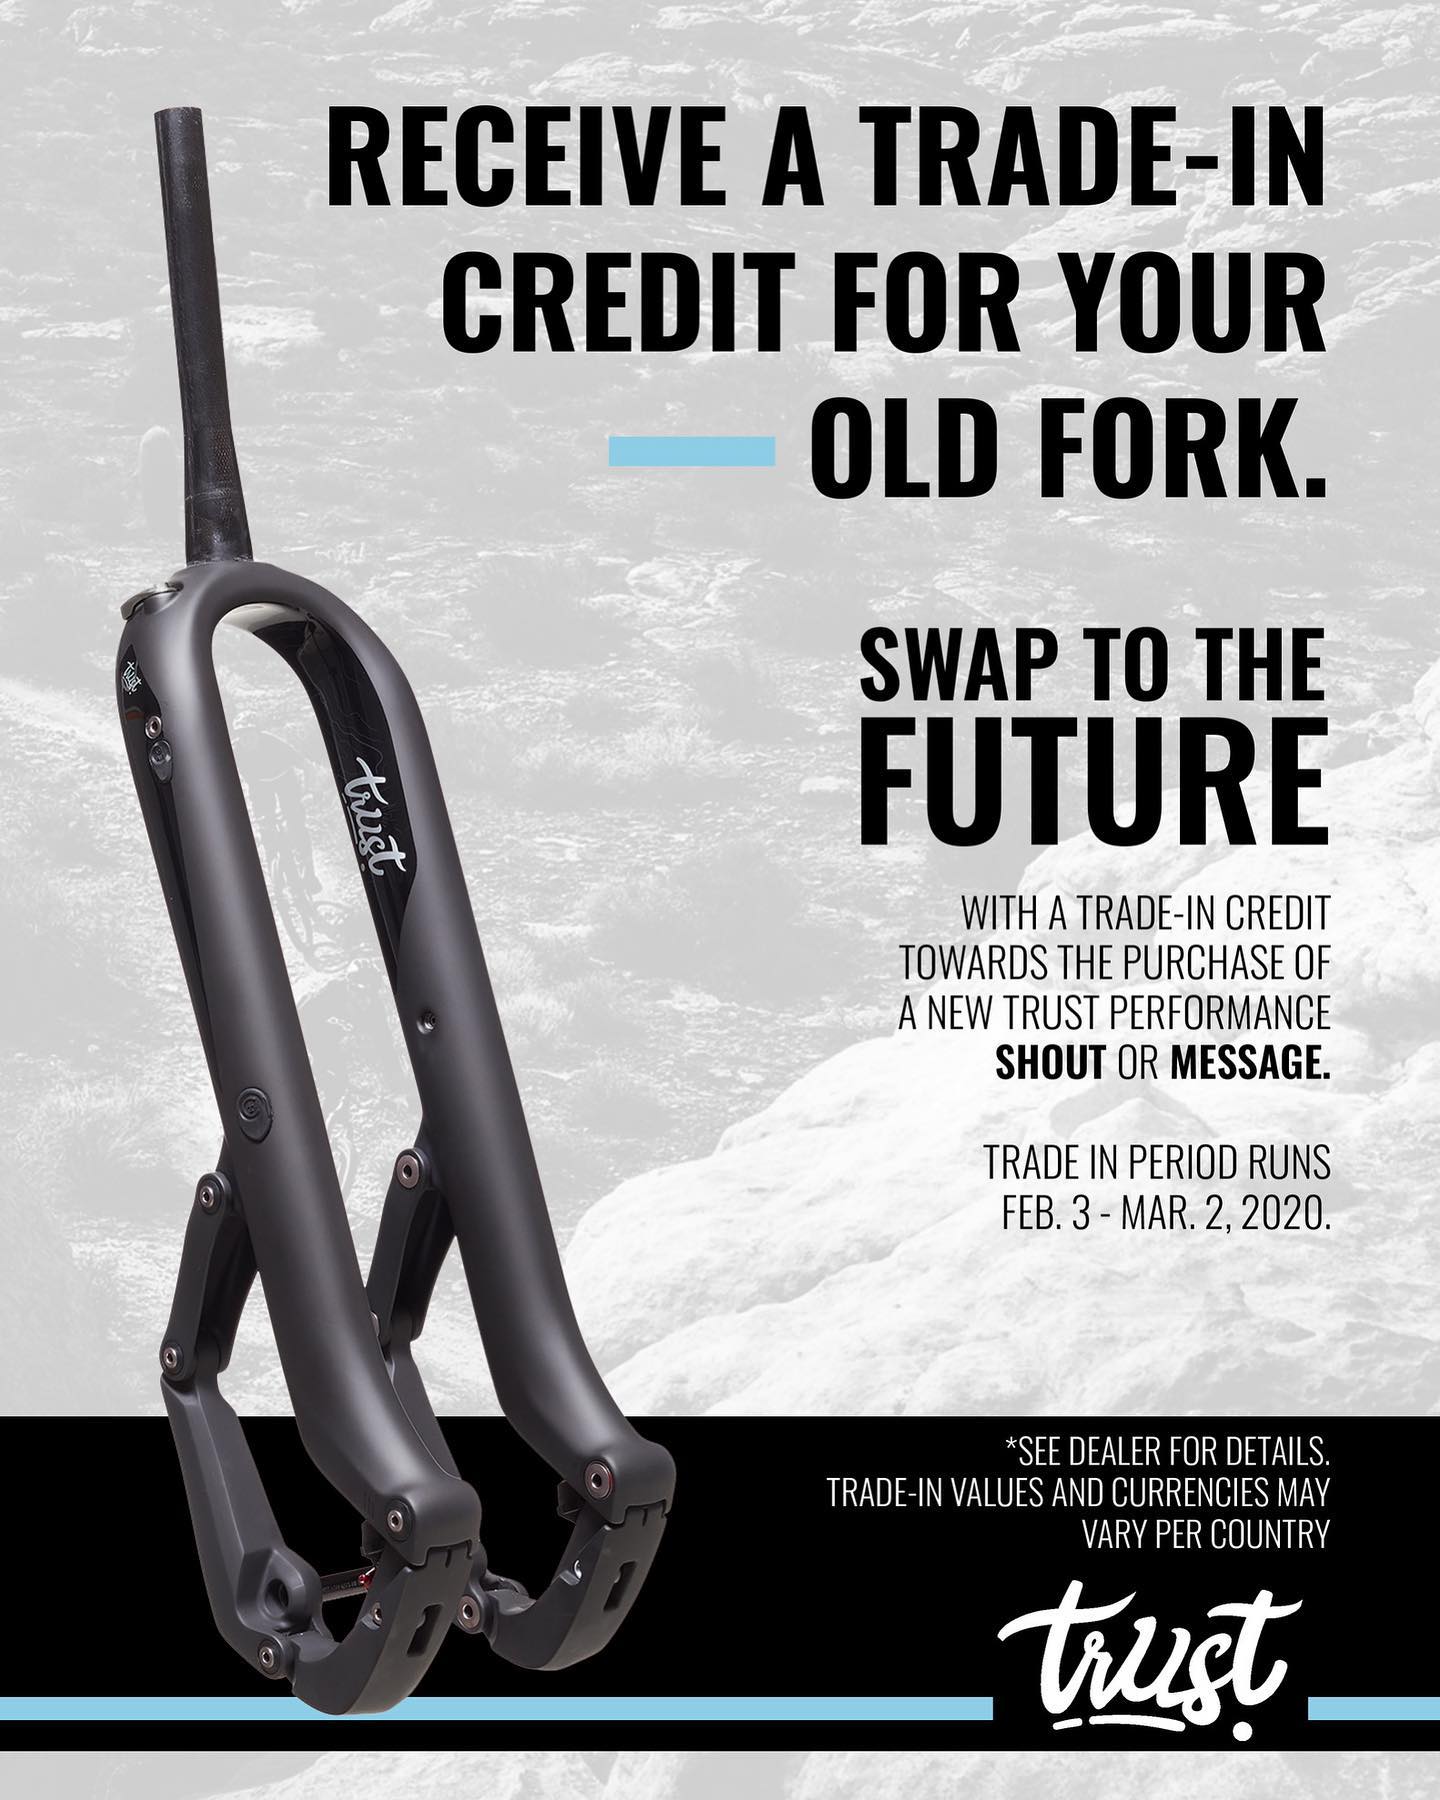 RECEIVE A TRADE-IN
CREDIT FOR YOUR
OLD FORK.
SWAP TO THE
FUTURE
WITH A TRADE-IN CREDIT
TOWARDS THE PURCHASE OF
A NEW TRUST PERFORMANCE
SHOUT OR MESSAGE.
TRADE IN PERIOD RUNS
FEB. 3 - MAR. 2, 2020.
trust.
trust.
*SEE DEALER FOR DETAILS.
TRADE-IN VALUES AND CURRENCIES MAY
VARY PER COUNTRY
trust.